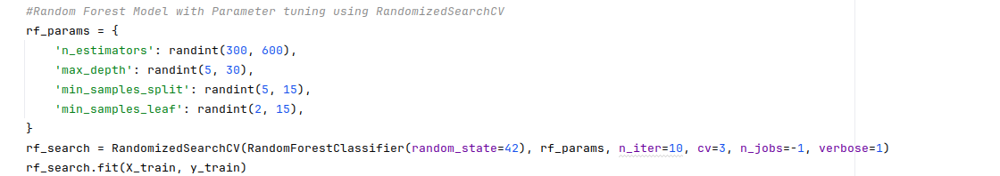 #Random Forest Model with Parameter tuning using RandomizedSearchCV
rf_params = {
    'n_estimators': randint(300, 600),
    'max_depth': randint(5, 30),
    'min_samples_split': randint(5, 15),
    'min_samples_leaf': randint(2, 15),
}
rf_search = RandomizedSearchCV(RandomForestClassifier(random_state=42), rf_params, n_iter=10, cv=3, n_jobs=-1, verbose=1)
rf_search.fit(X_train, y_train)